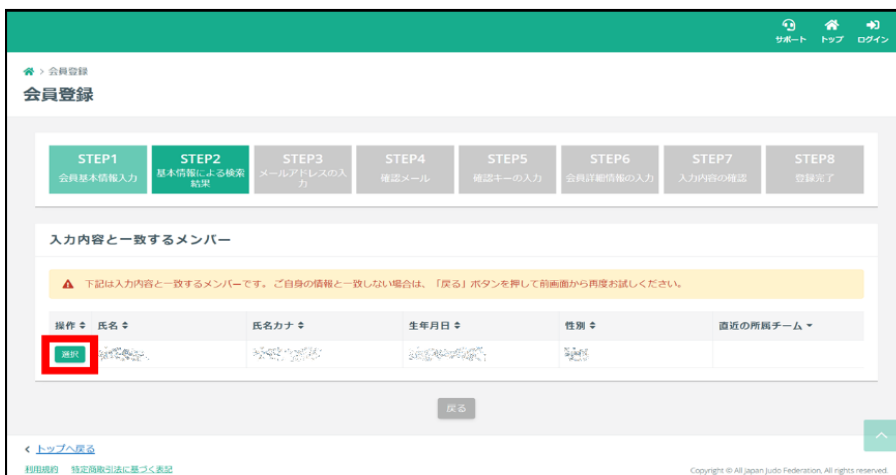 サポート トップ ログイン
> 会員登録
会員登録
STEP1 STEP2 STEP3 STEP4 STEP5 STEP6 STEP7 STEP8
会員基本情報入力 基本情報による検索結果 メールアドレスの入力 確認メール 確認キーの入力 会員詳細情報の入力 入力内容の確認 登録完了
入力内容と一致するメンバー
下記は入力内容と一致するメンバーです。ご自身の情報と一致しない場合は、「戻る」ボタンを押して前画面から再度お試しください。
操作 氏名 氏名カナ 生年月日 性別 直近の所属チーム
選択
戻る
トップへ戻る
利用規約 特定商取引法に基づく表記 Copyright © All Japan Judo Federation. All rights reserved.